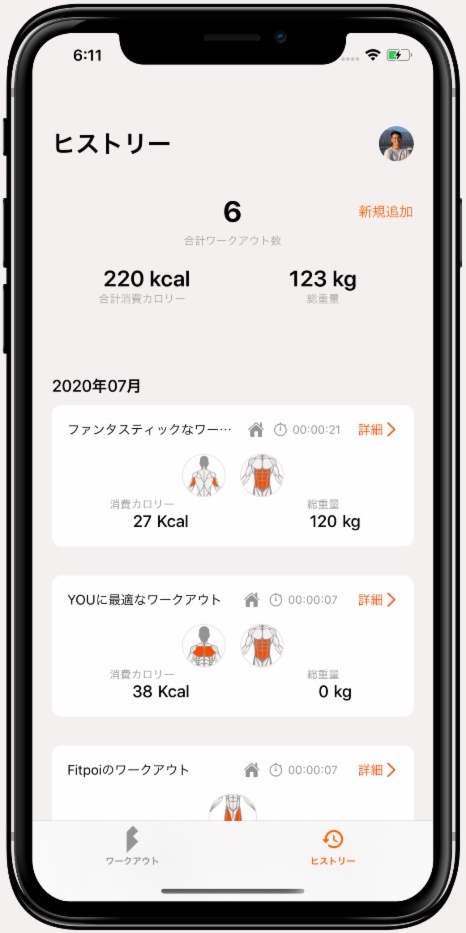 6:11
ヒストリー
6
新規追加
合計ワークアウト数
220 kcal
123 kg
合計消費カロリー
総重量
2020年07月
ファンタスティックなワー…
00:00:21
詳細
消費カロリー
総重量
27 Kcal
120 kg
YOUに最適なワークアウト
00:00:07
詳細
消費カロリー
総重量
38 Kcal
0 kg
Fitpoiのワークアウト
00:00:07
詳細
ワークアウト
ヒストリー